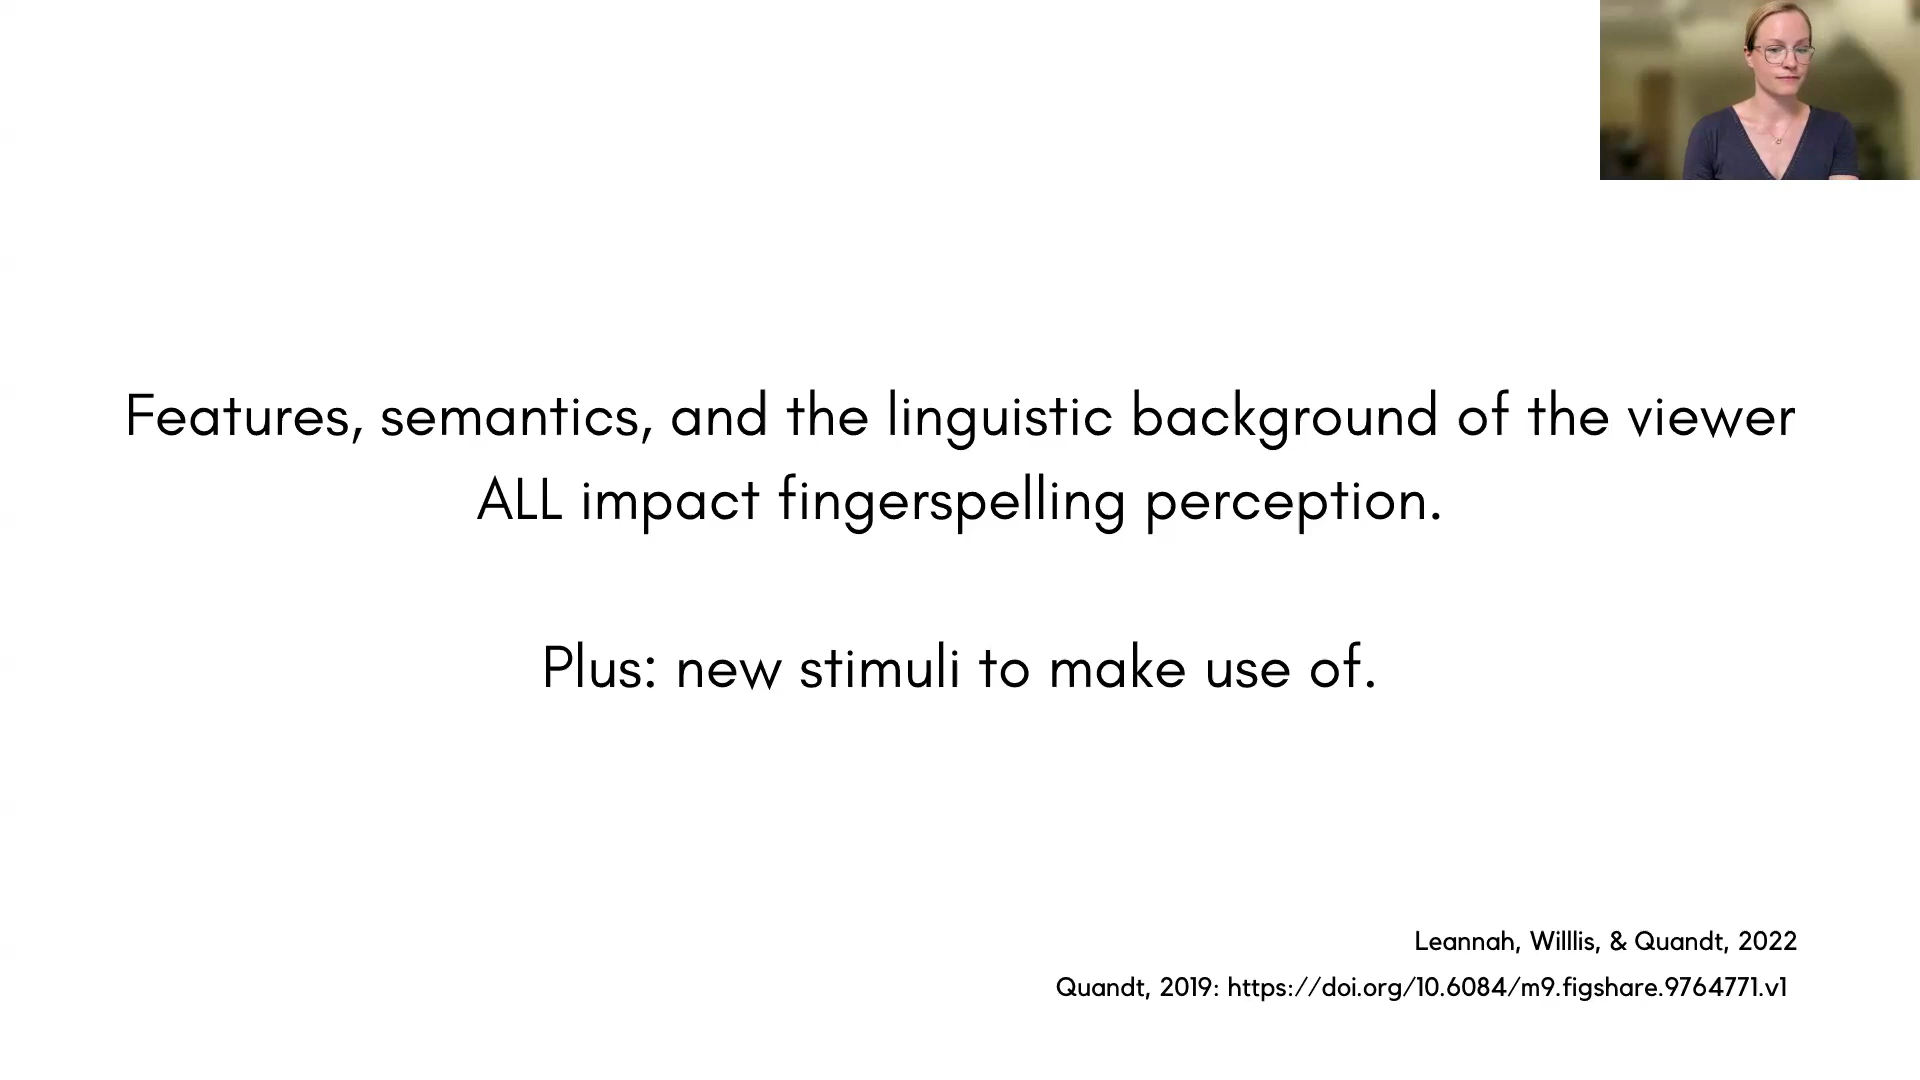 Features, semantics, and the linguistic background of the viewer
ALL impact fingerspelling perception.
Plus: new stimuli to make use of.
Leannah, Willlis, & Quandt, 2022
Quandt, 2019: https://doi.org/10.6084/m9.figshare.9764771.v1